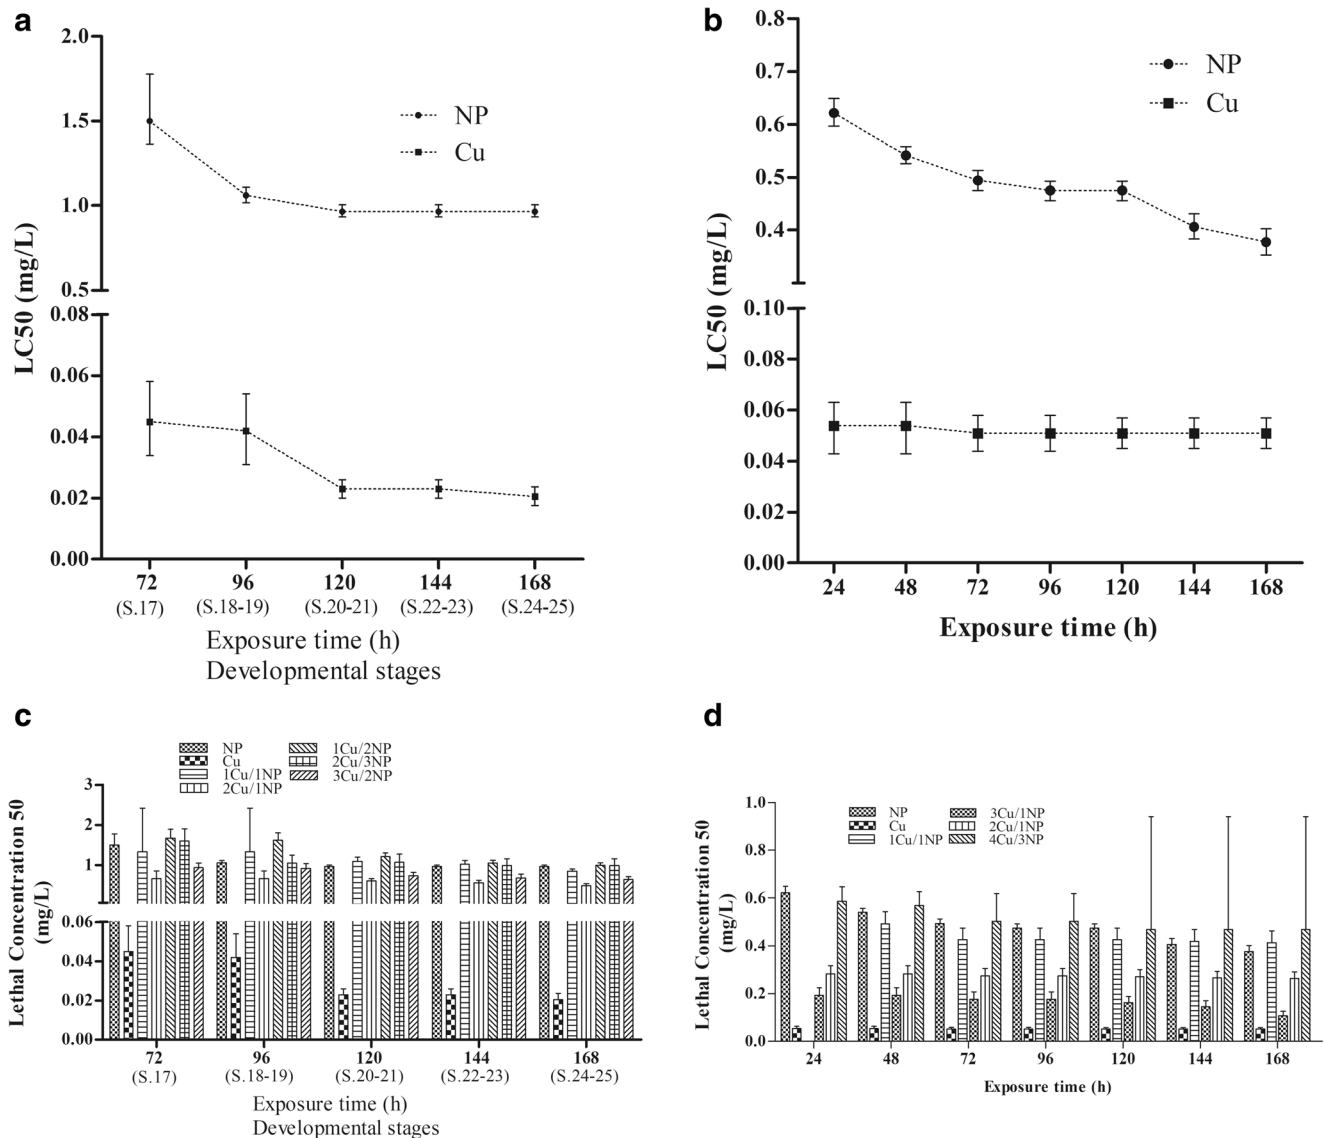 a
2.0
1.5
1.0
0.5
0.08
0.06
0.04
0.02
0.00
LC50 (mg/L)
NP
Cu
72 96 120 144 168
(S.17) (S.18-19) (S.20-21) (S.22-23) (S.24-25)
Exposure time (h)
Developmental stages
b
0.8
0.7
0.6
0.5
0.4
0.10
0.08
0.06
0.04
0.02
0.00
LC50 (mg/L)
NP
Cu
24 48 72 96 120 144 168
Exposure time (h)
c
NP
Cu
1Cu/1NP
2Cu/1NP
1Cu/2NP
2Cu/3NP
3Cu/2NP
3
2
1
0.06
0.04
0.02
0.00
Lethal Concentration 50
(mg/L)
72 96 120 144 168
(S.17) (S.18-19) (S.20-21) (S.22-23) (S.24-25)
Exposure time (h)
Developmental stages
d
1.0
0.8
0.6
0.4
0.2
0.0
Lethal Concentration 50
(mg/L)
NP
Cu
1Cu/1NP
3Cu/1NP
2Cu/1NP
4Cu/3NP
24 48 72 96 120 144 168
Exposure time (h)